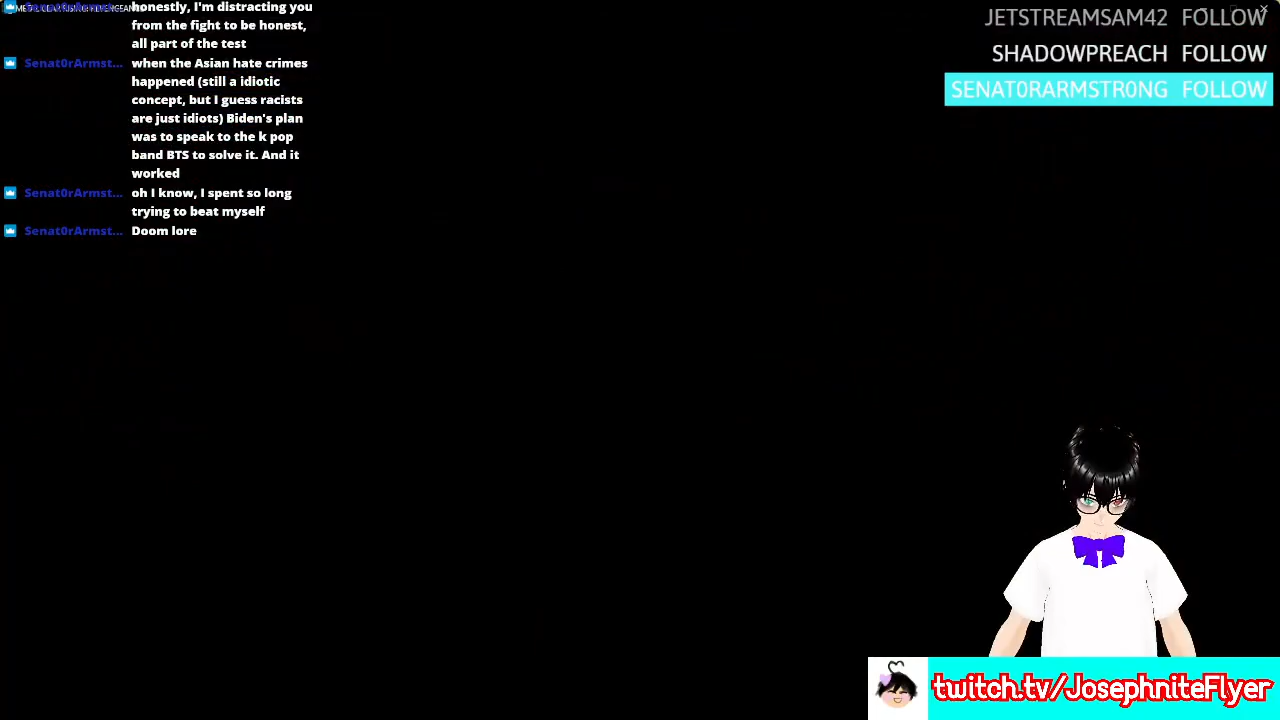 honestly, I'm distracting you
from the fight to be honest,
all part of the test
Senat0rArmst... when the Asian hate crimes
happened (still a idiotic
concept, but I guess racists
are just idiots) Biden's plan
was to speak to the k pop
band BTS to solve it. And it
worked
Senat0rArmst... oh I know, I spent so long
trying to beat myself
Senat0rArmst... Doom lore
JETSTREAMSAM42 FOLLOW
SHADOWPREACH FOLLOW
SENAT0RARMSTR0NG FOLLOW
twitch.tv/JosephniteFlyer